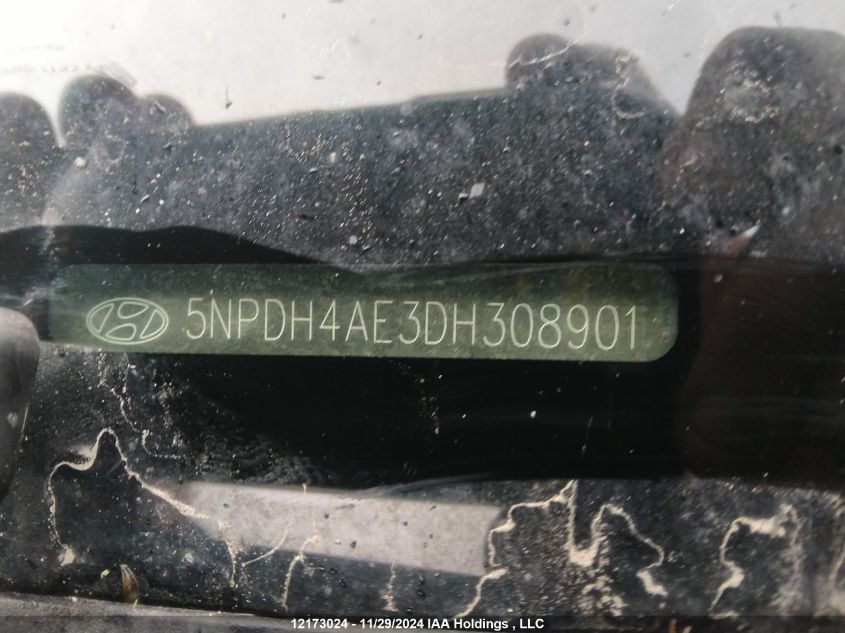 5NPDH4AE3DH308901
12173024 - 11/29/2024 IAA Holdings , LLC